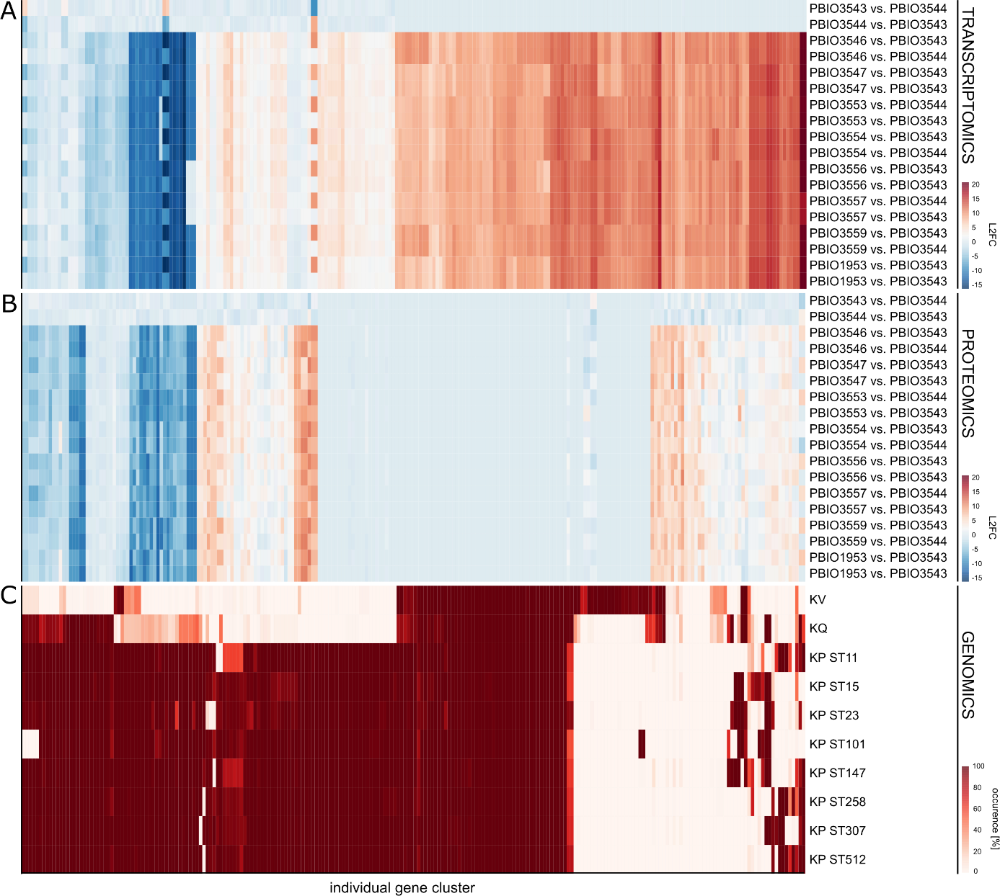 A
PBIO3543 vs. PBIO3544
PBIO3544 vs. PBIO3543
PBIO3546 vs. PBIO3543
PBIO3546 vs. PBIO3544
PBIO3547 vs. PBIO3543
PBIO3547 vs. PBIO3543
PBIO3553 vs. PBIO3544
PBIO3553 vs. PBIO3543
PBIO3554 vs. PBIO3543
PBIO3554 vs. PBIO3544
PBIO3556 vs. PBIO3543
PBIO3556 vs. PBIO3543
PBIO3557 vs. PBIO3544
PBIO3557 vs. PBIO3543
PBIO3559 vs. PBIO3543
PBIO3559 vs. PBIO3544
PBIO1953 vs. PBIO3543
PBIO1953 vs. PBIO3543
TRANSCRIPTOMICS
20
15
10
5
0
-5
-10
-15
L2FC
B
PBIO3543 vs. PBIO3544
PBIO3544 vs. PBIO3543
PBIO3546 vs. PBIO3543
PBIO3546 vs. PBIO3544
PBIO3547 vs. PBIO3543
PBIO3547 vs. PBIO3543
PBIO3553 vs. PBIO3544
PBIO3553 vs. PBIO3543
PBIO3554 vs. PBIO3543
PBIO3554 vs. PBIO3544
PBIO3556 vs. PBIO3543
PBIO3556 vs. PBIO3543
PBIO3557 vs. PBIO3544
PBIO3557 vs. PBIO3543
PBIO3559 vs. PBIO3543
PBIO3559 vs. PBIO3544
PBIO1953 vs. PBIO3543
PBIO1953 vs. PBIO3543
PROTEOMICS
20
15
10
5
0
-5
-10
-15
L2FC
C
KV
KQ
KP ST11
KP ST15
KP ST23
KP ST101
KP ST147
KP ST258
KP ST307
KP ST512
GENOMICS
100
80
60
40
20
0
occurence [%]
individual gene cluster